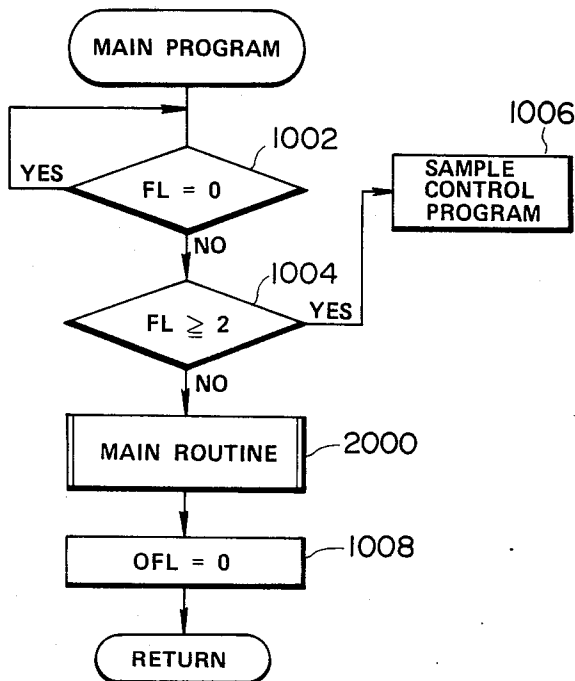 MAIN PROGRAM
1002
YES
FL = 0
NO
1004
FL ≧ 2
YES
1006
SAMPLE
CONTROL
PROGRAM
NO
MAIN ROUTINE
2000
OFL = 0
1008
RETURN